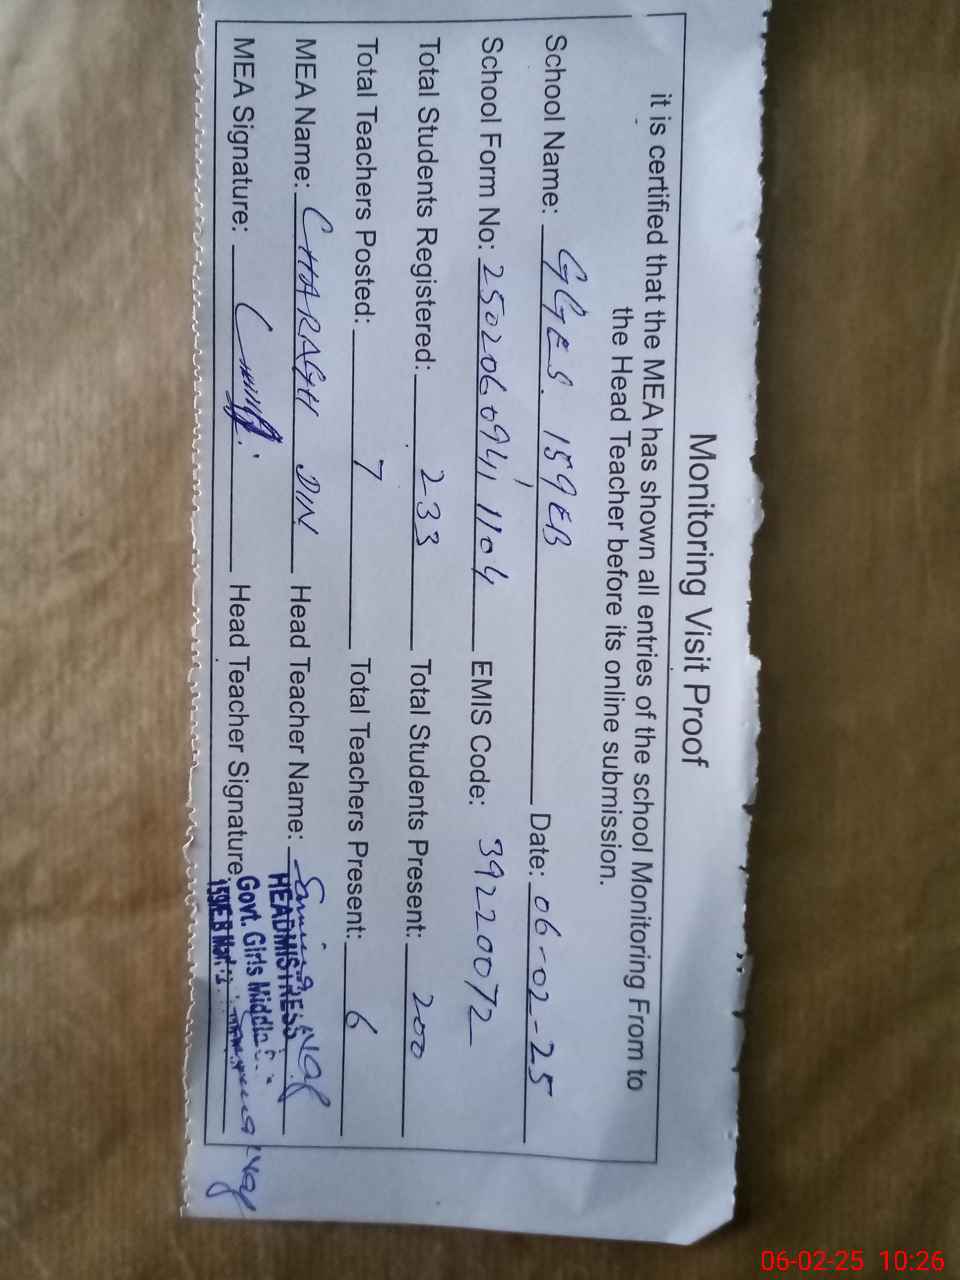 Monitoring Visit Proof
it is certified that the MEA has shown all entries of the school Monitoring From to
the Head Teacher before its online submission.
School Name: GGES. 159EB Date: 06-02-25
School Form No: 2502060941 1104 EMIS Code: 39220072
Total Students Registered: 233 Total Students Present: 200
Total Teachers Posted: 7 Total Teachers Present: 6
MEA Name: CHARAGH DIN Head Teacher Name:
HEADMISTRESS
MEA Signature: Head Teacher Signature
Govt. Girls Middle
159/E.B
06-02-25 10:26